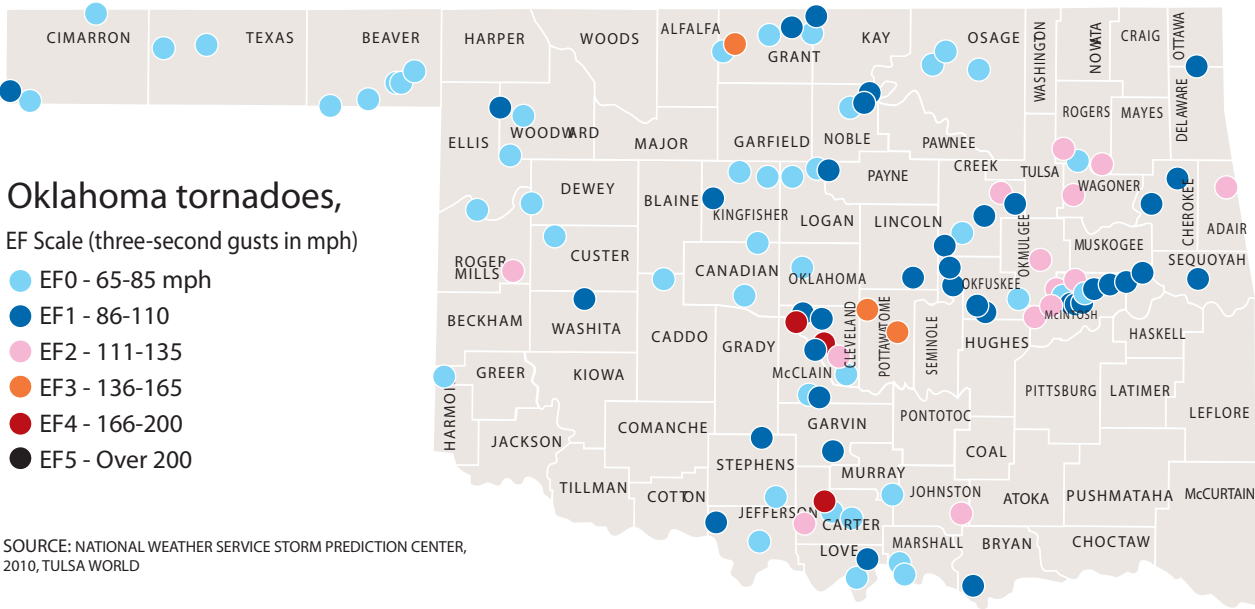 CIMARRON
TEXAS
BEAVER
HARPER
WOODS
ALFALFA
GRANT
KAY
OSAGE
WASHINGTON
NOWATA
CRAIG
OTTAWA
ELLIS
WOODWARD
MAJOR
GARFIELD
NOBLE
PAWNEE
ROGERS
MAYES
DELAWARE
Oklahoma tornadoes,
EF Scale (three-second gusts in mph)
EF0 - 65-85 mph
EF1 - 86-110
EF2 - 111-135
EF3 - 136-165
EF4 - 166-200
EF5 - Over 200
DEWEY
BLAINE
KINGFISHER
LOGAN
PAYNE
CREEK
TULSA
WAGONER
CHEROKEE
ADAIR
LINCOLN
ROGER
MILLS
CUSTER
CANADIAN
OKLAHOMA
OKFUSKEE
OKMULGEE
MUSKOGEE
SEQUOYAH
BECKHAM
WASHITA
CADDO
GRADY
CLEVELAND
POTTAWATOMIE
SEMINOLE
HUGHES
McINTOSH
HASKELL
GREER
KIOWA
McCLAIN
PITTSBURG
LATIMER
LEFLORE
HARMON
JACKSON
COMANCHE
GARVIN
PONTOTOC
COAL
TILLMAN
COTTON
STEPHENS
MURRAY
JOHNSTON
ATOKA
PUSHMATAHA
McCURTAIN
JEFFERSON
CARTER
LOVE
MARSHALL
BRYAN
CHOCTAW
SOURCE: NATIONAL WEATHER SERVICE STORM PREDICTION CENTER,
2010, TULSA WORLD